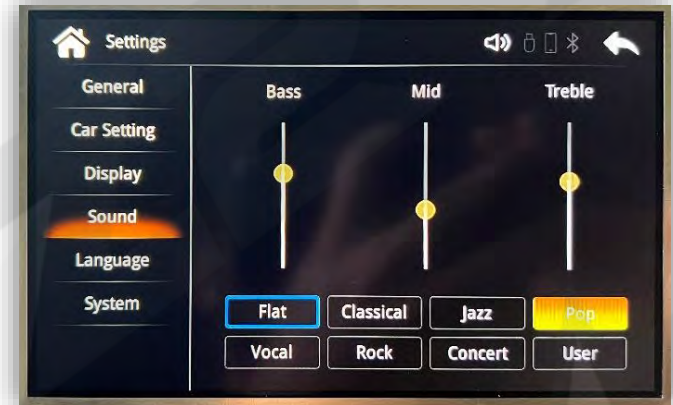 Settings
General
Car Setting
Display
Sound
Language
System
Bass Mid Treble
Flat Classical Jazz Pop
Vocal Rock Concert User